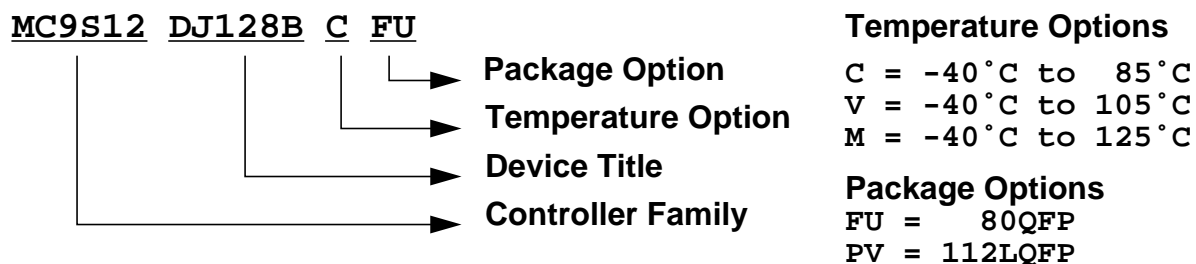 MC9S12 DJ128B C FU
Package Option
Temperature Option
Device Title
Controller Family
Temperature Options
C = -40˚C to 85˚C
V = -40˚C to 105˚C
M = -40˚C to 125˚C
Package Options
FU = 80QFP
PV = 112LQFP